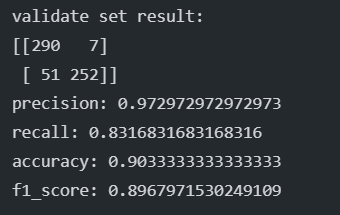 validate set result:
[[290   7]
 [ 51 252]]
precision: 0.972972972972973
recall: 0.8316831683168316
accuracy: 0.9033333333333333
f1_score: 0.8967971530249109